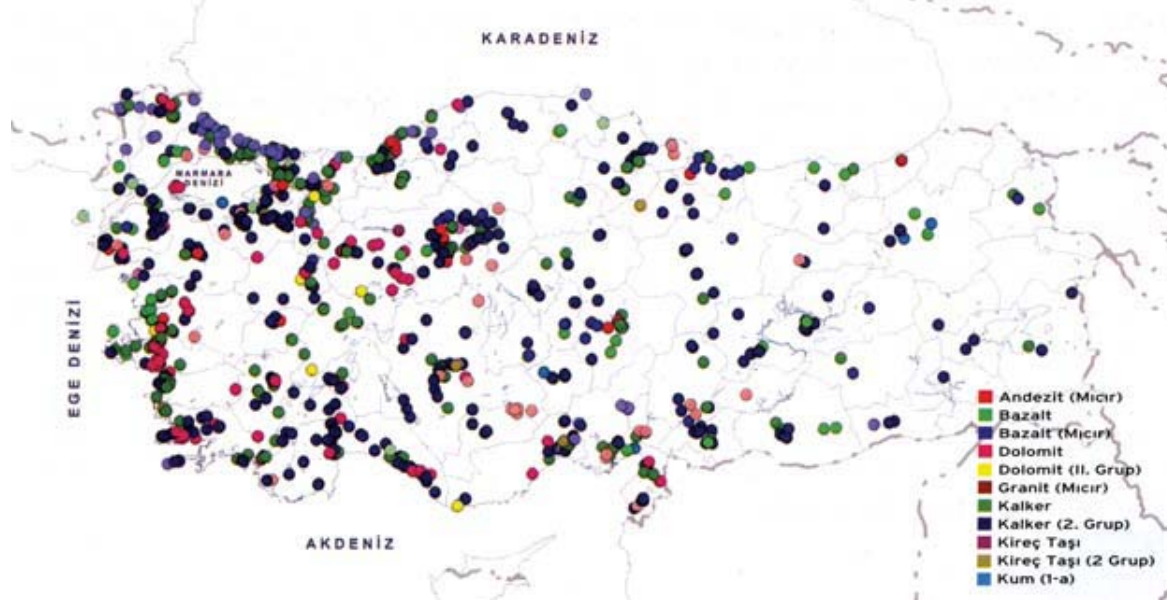 KARADENİZ
MARMARA
DENİZİ
EGE DENİZİ
AKDENİZ
Andezit (Mıcır)
Bazalt
Bazalt (Mıcır)
Dolomit
Dolomit (II. Grup)
Granit (Mıcır)
Kalker
Kalker (2. Grup)
Kireç Taşı
Kireç Taşı (2 Grup)
Kum (1-a)